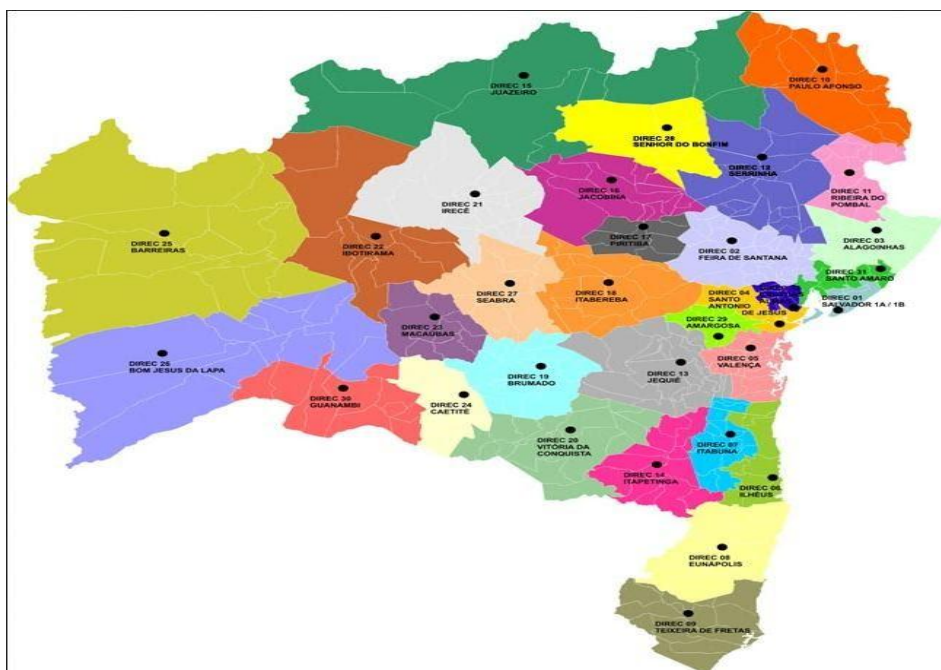 DIREC 10
PAULO AFONSO
DIREC 15
JUAZEIRO
DIREC 28
SENHOR DO BONFIM
DIREC 12
SERRINHA
DIREC 11
RIBEIRA DO
POMBAL
DIREC 16
JACOBINA
DIREC 21
IRECÊ
DIREC 25
BARREIRAS
DIREC 22
IBOTIRAMA
DIREC 17
PIRITIBA
DIREC 02
FEIRA DE SANTANA
DIREC 03
ALAGOINHAS
DIREC 31
SANTO AMARO
DIREC 27
SEABRA
DIREC 18
ITABEREBA
DIREC 04
SANTO
ANTONIO
DE JESUS
DIREC 01
SALVADOR 1A / 1B
DIREC 23
MACAÚBAS
DIREC 29
AMARGOSA
DIREC 26
BOM JESUS DA LAPA
DIREC 05
VALENÇA
DIREC 19
BRUMADO
DIREC 13
JEQUIÉ
DIREC 30
GUANAMBI
DIREC 24
CAETITÉ
DIREC 20
VITÓRIA DA
CONQUISTA
DIREC 07
ITABUNA
DIREC 14
ITAPETINGA
DIREC 06
ILHÉUS
DIREC 08
EUNÁPOLIS
DIREC 09
TEIXEIRA DE FRETAS